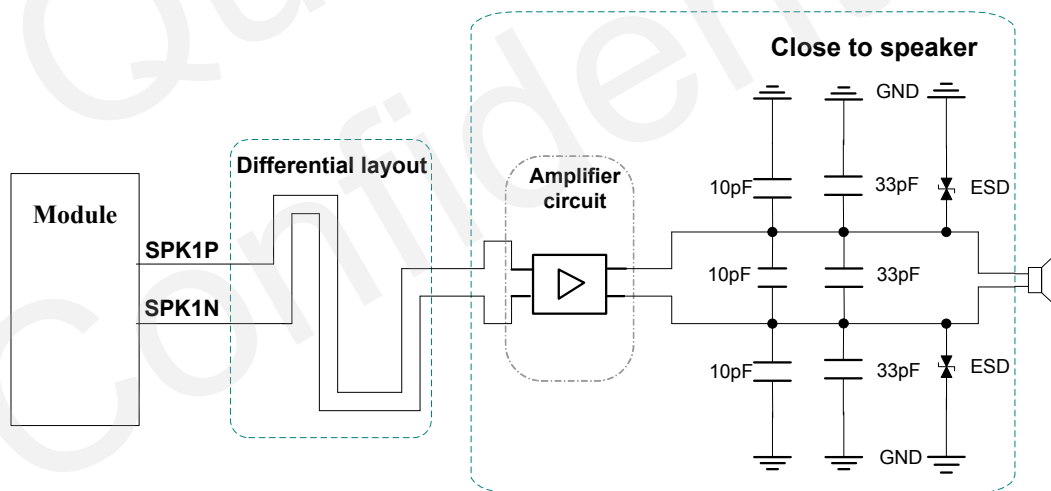 Close to speaker
GND
Differential layout
Amplifier
circuit
10pF
33pF
ESD
Module
SPK1P
10pF
33pF
SPK1N
10pF
33pF
ESD
GND
Confident